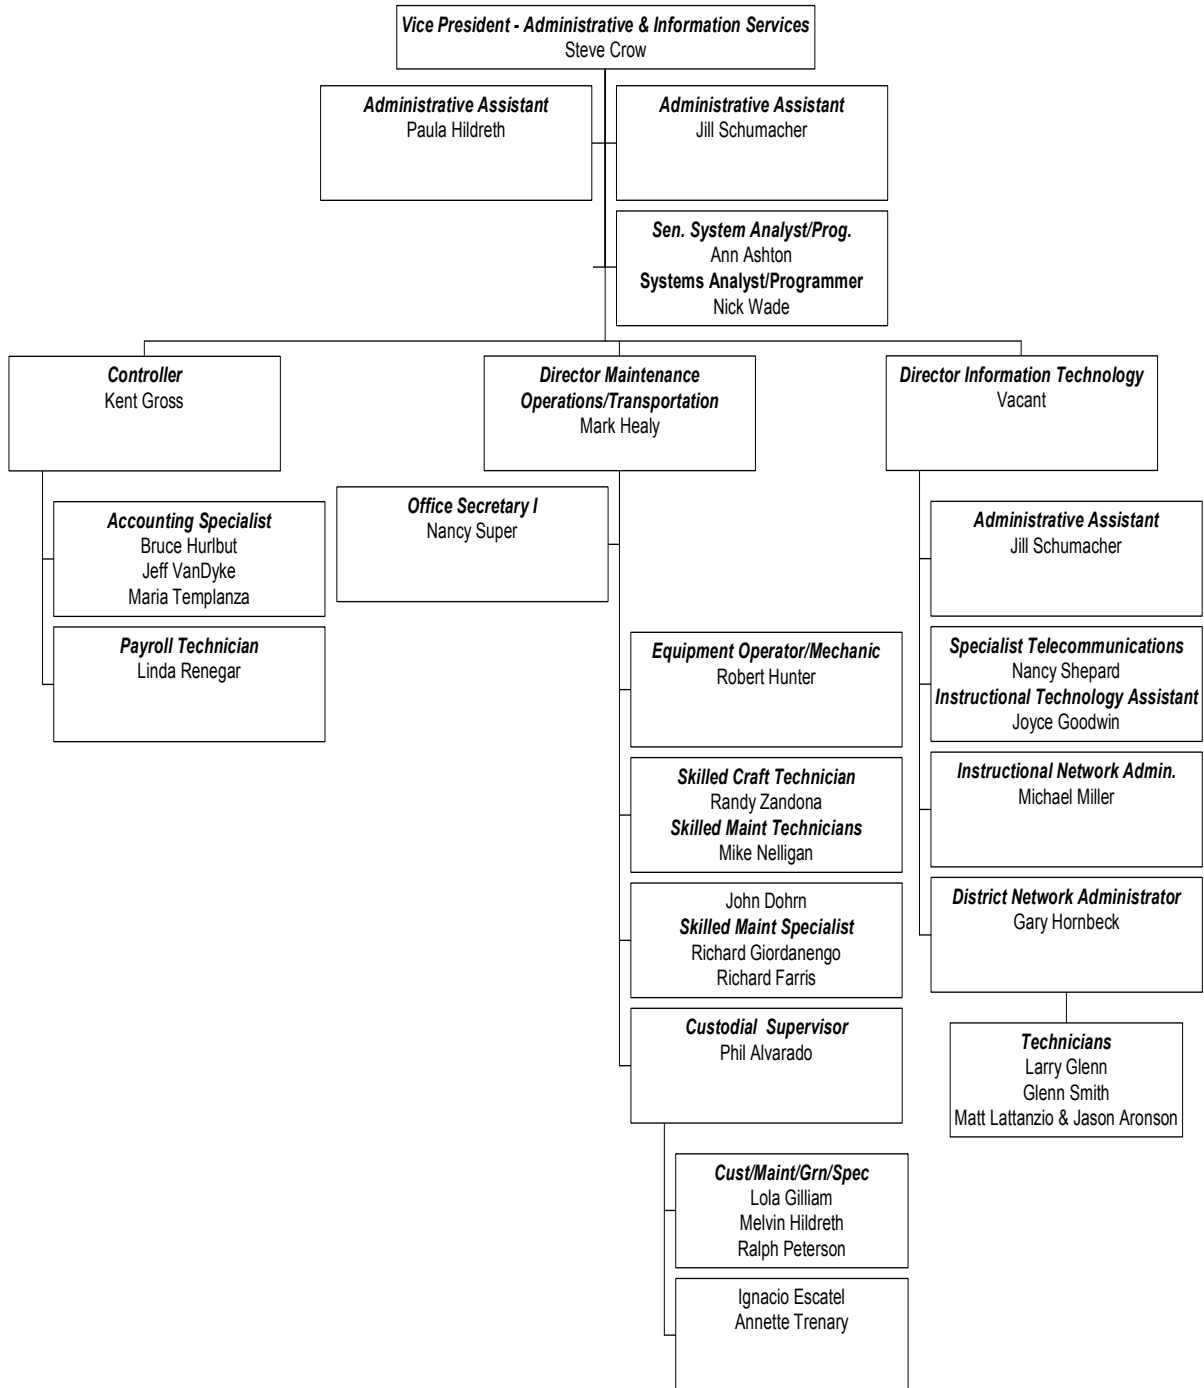 Vice President - Administrative & Information Services
Steve Crow
Administrative Assistant
Paula Hildreth
Administrative Assistant
Jill Schumacher
Sen. System Analyst/Prog.
Ann Ashton
Systems Analyst/Programmer
Nick Wade
Controller
Kent Gross
Accounting Specialist
Bruce Hurlbut
Jeff VanDyke
Maria Templanza
Payroll Technician
Linda Renegar
Director Maintenance
Operations/Transportation
Mark Healy
Office Secretary I
Nancy Super
Equipment Operator/Mechanic
Robert Hunter
Skilled Craft Technician
Randy Zandona
Skilled Maint Technicians
Mike Nelligan
John Dohrn
Skilled Maint Specialist
Richard Giordanengo
Richard Farris
Custodial Supervisor
Phil Alvarado
Cust/Maint/Grn/Spec
Lola Gilliam
Melvin Hildreth
Ralph Peterson
Ignacio Escatel
Annette Trenary
Director Information Technology
Vacant
Administrative Assistant
Jill Schumacher
Specialist Telecommunications
Nancy Shepard
Instructional Technology Assistant
Joyce Goodwin
Instructional Network Admin.
Michael Miller
District Network Administrator
Gary Hornbeck
Technicians
Larry Glenn
Glenn Smith
Matt Lattanzio & Jason Aronson